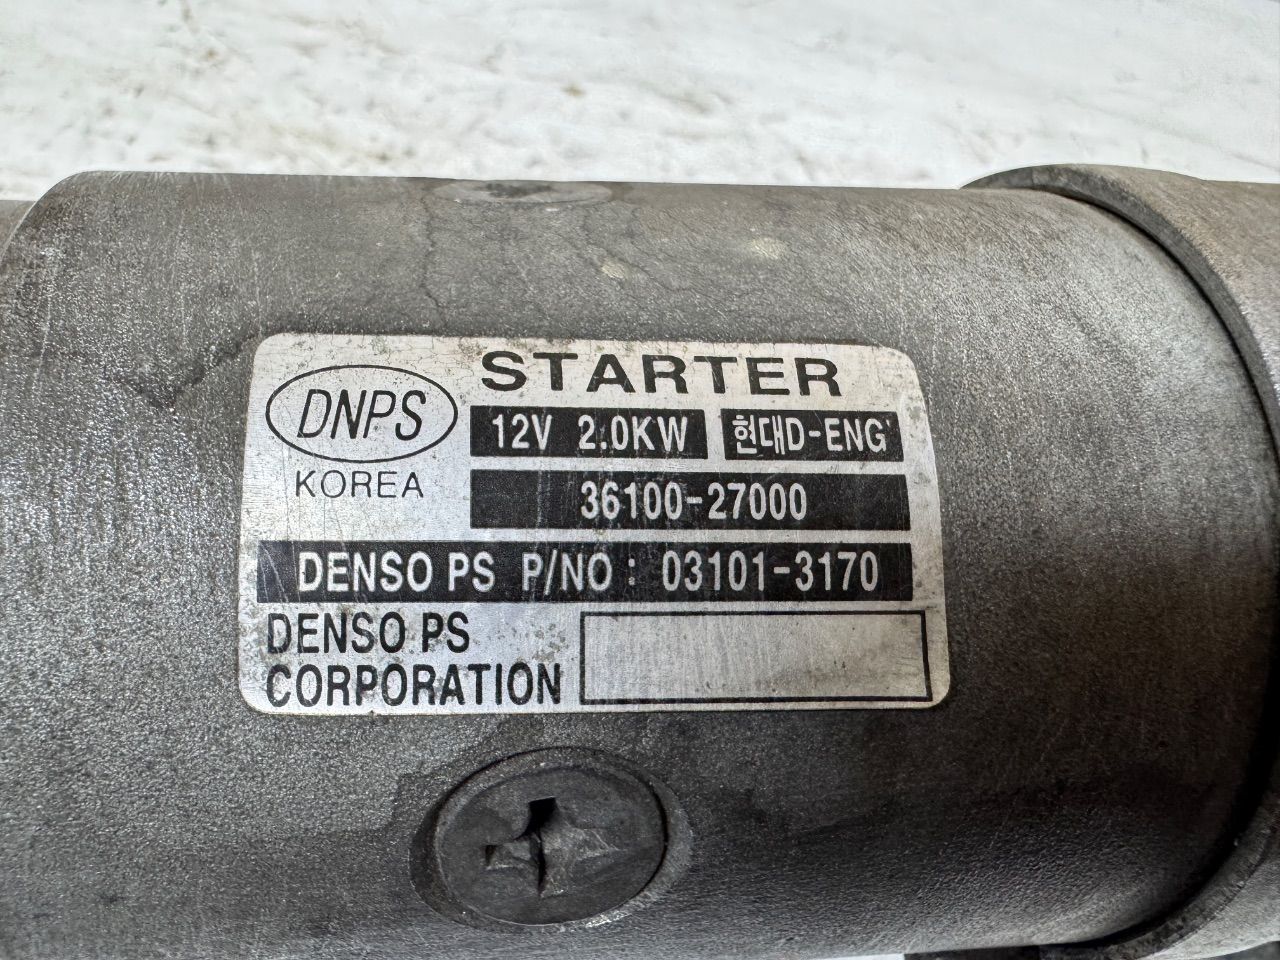 STARTER
DNPS
12V 2.0KW 현대D-ENG'
KOREA
36100-27000
DENSO PS P/NO : 03101-3170
DENSO PS
CORPORATION